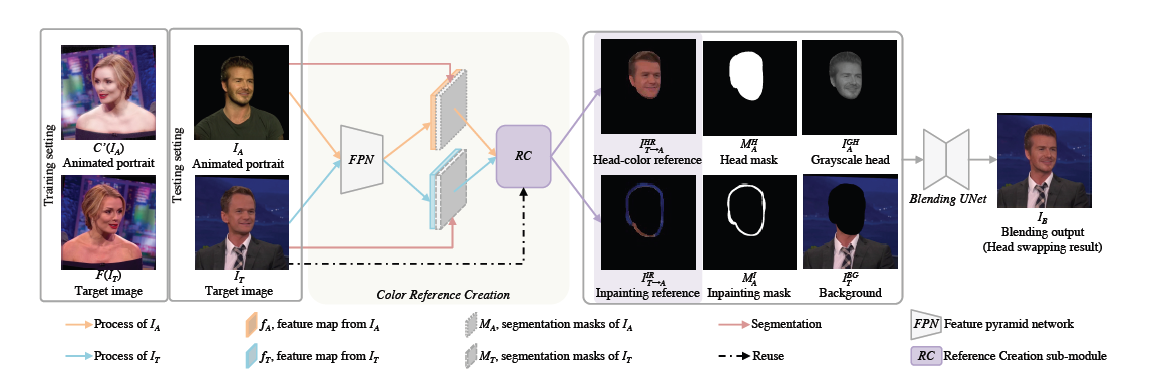 Training setting
C'(I_A)
Animated portrait
F(I_T)
Target image
Testing setting
I_A
Animated portrait
I_T
Target image
FPN
RC
Color Reference Creation
I^{HR}_{T→A}
Head-color reference
M^H_A
Head mask
I^{GH}_A
Grayscale head
I^{IR}_{T→A}
Inpainting reference
M^I_A
Inpainting mask
I^{BG}_T
Background
Blending UNet
I_B
Blending output
(Head swapping result)
Process of I_A
f_A, feature map from I_A
M_A, segmentation masks of I_A
Segmentation
FPN Feature pyramid network
Process of I_T
f_T, feature map from I_T
M_T, segmentation masks of I_T
Reuse
RC Reference Creation sub-module